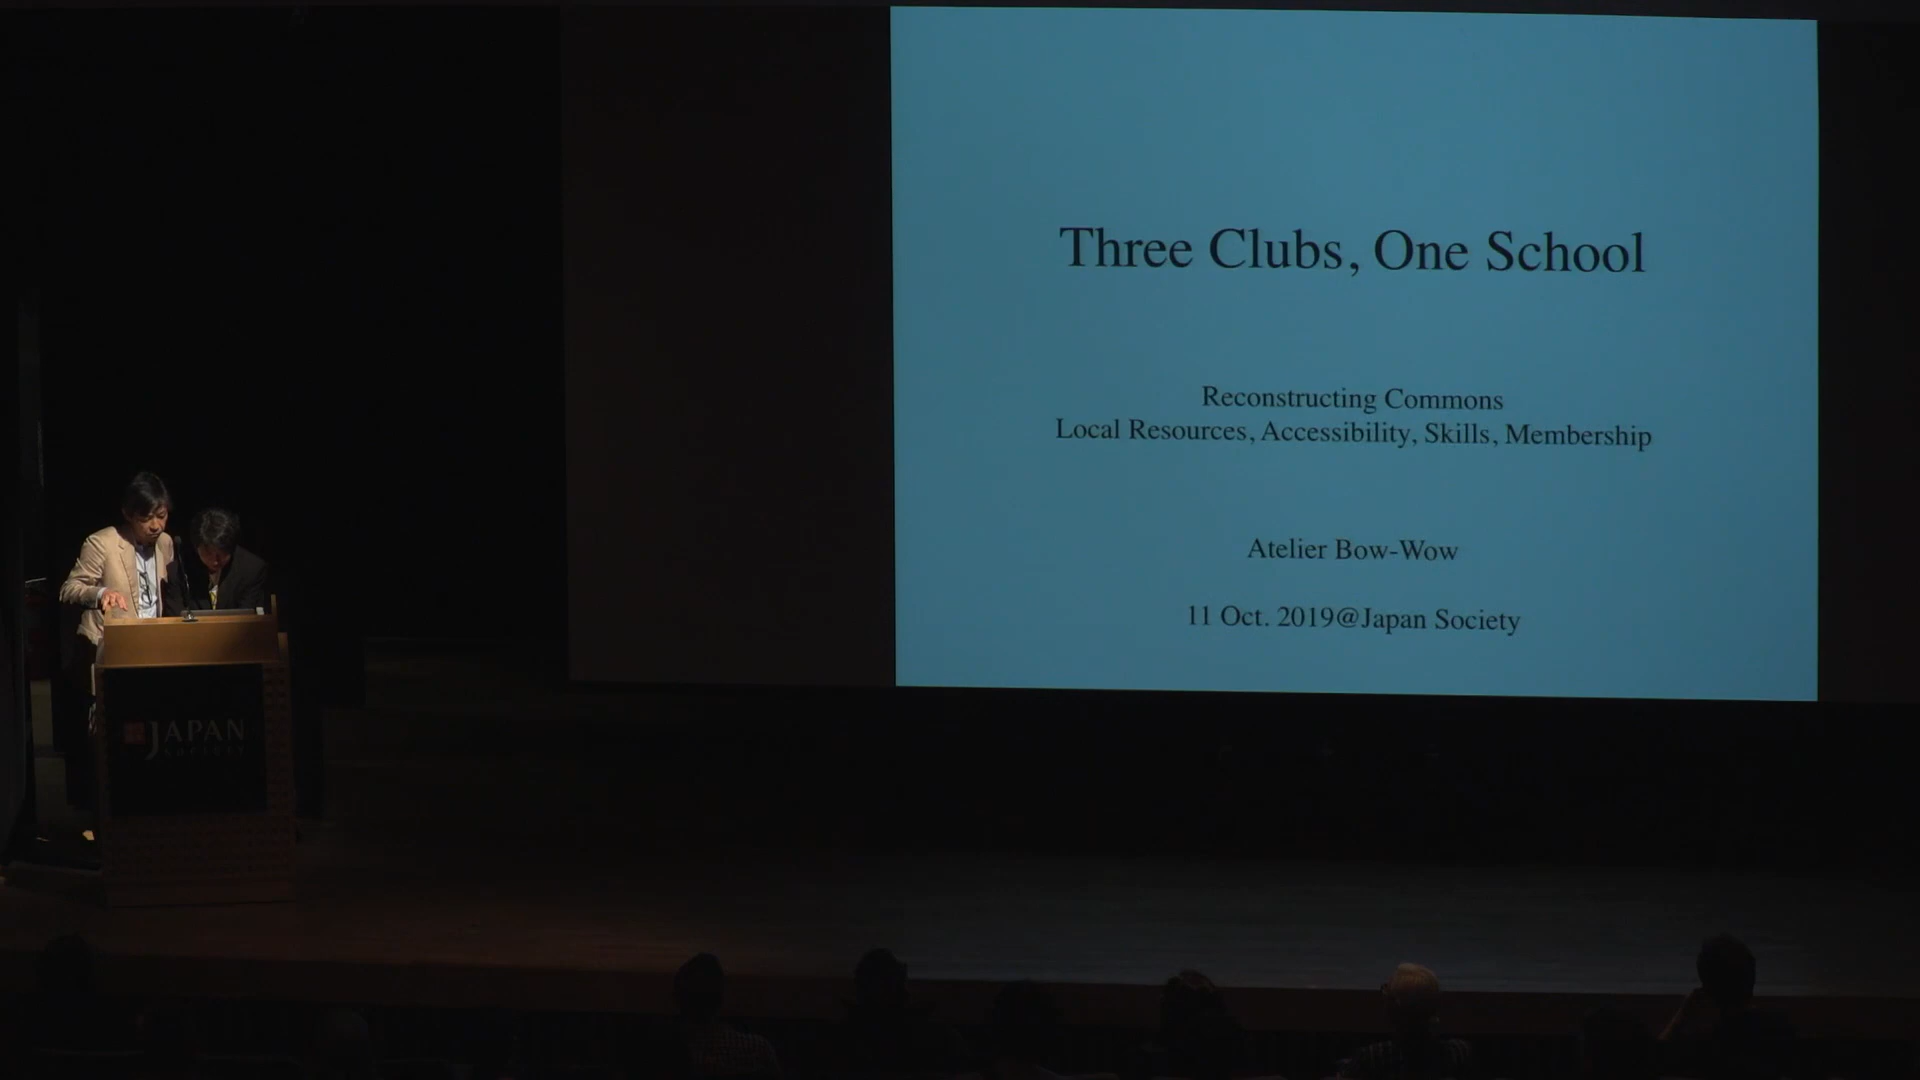 Three Clubs, One School
Reconstructing Commons
Local Resources, Accessibility, Skills, Membership
Atelier Bow-Wow
11 Oct. 2019@Japan Society
JAPAN
SOCIETY